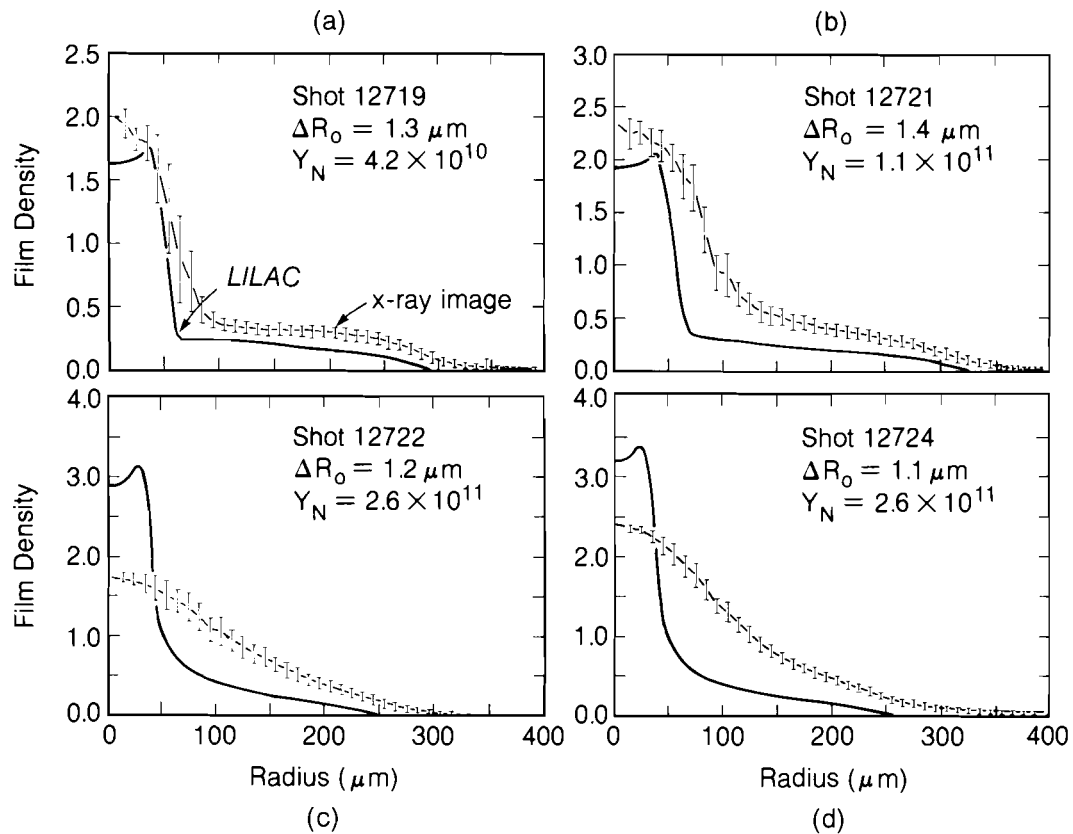 (a)
(b)
Film Density
2.5
2.0
1.5
1.0
0.5
0.0
Shot 12719
ΔR₀ = 1.3 μm
Y_N = 4.2 × 10¹⁰
LILAC
x-ray image
3.0
2.5
2.0
1.5
1.0
0.5
0.0
Shot 12721
ΔR₀ = 1.4 μm
Y_N = 1.1 × 10¹¹
Film Density
4.0
3.0
2.0
1.0
0.0
Shot 12722
ΔR₀ = 1.2 μm
Y_N = 2.6 × 10¹¹
0 100 200 300 400
Radius (μm)
4.0
3.0
2.0
1.0
0.0
Shot 12724
ΔR₀ = 1.1 μm
Y_N = 2.6 × 10¹¹
0 100 200 300 400
Radius (μm)
(c)
(d)